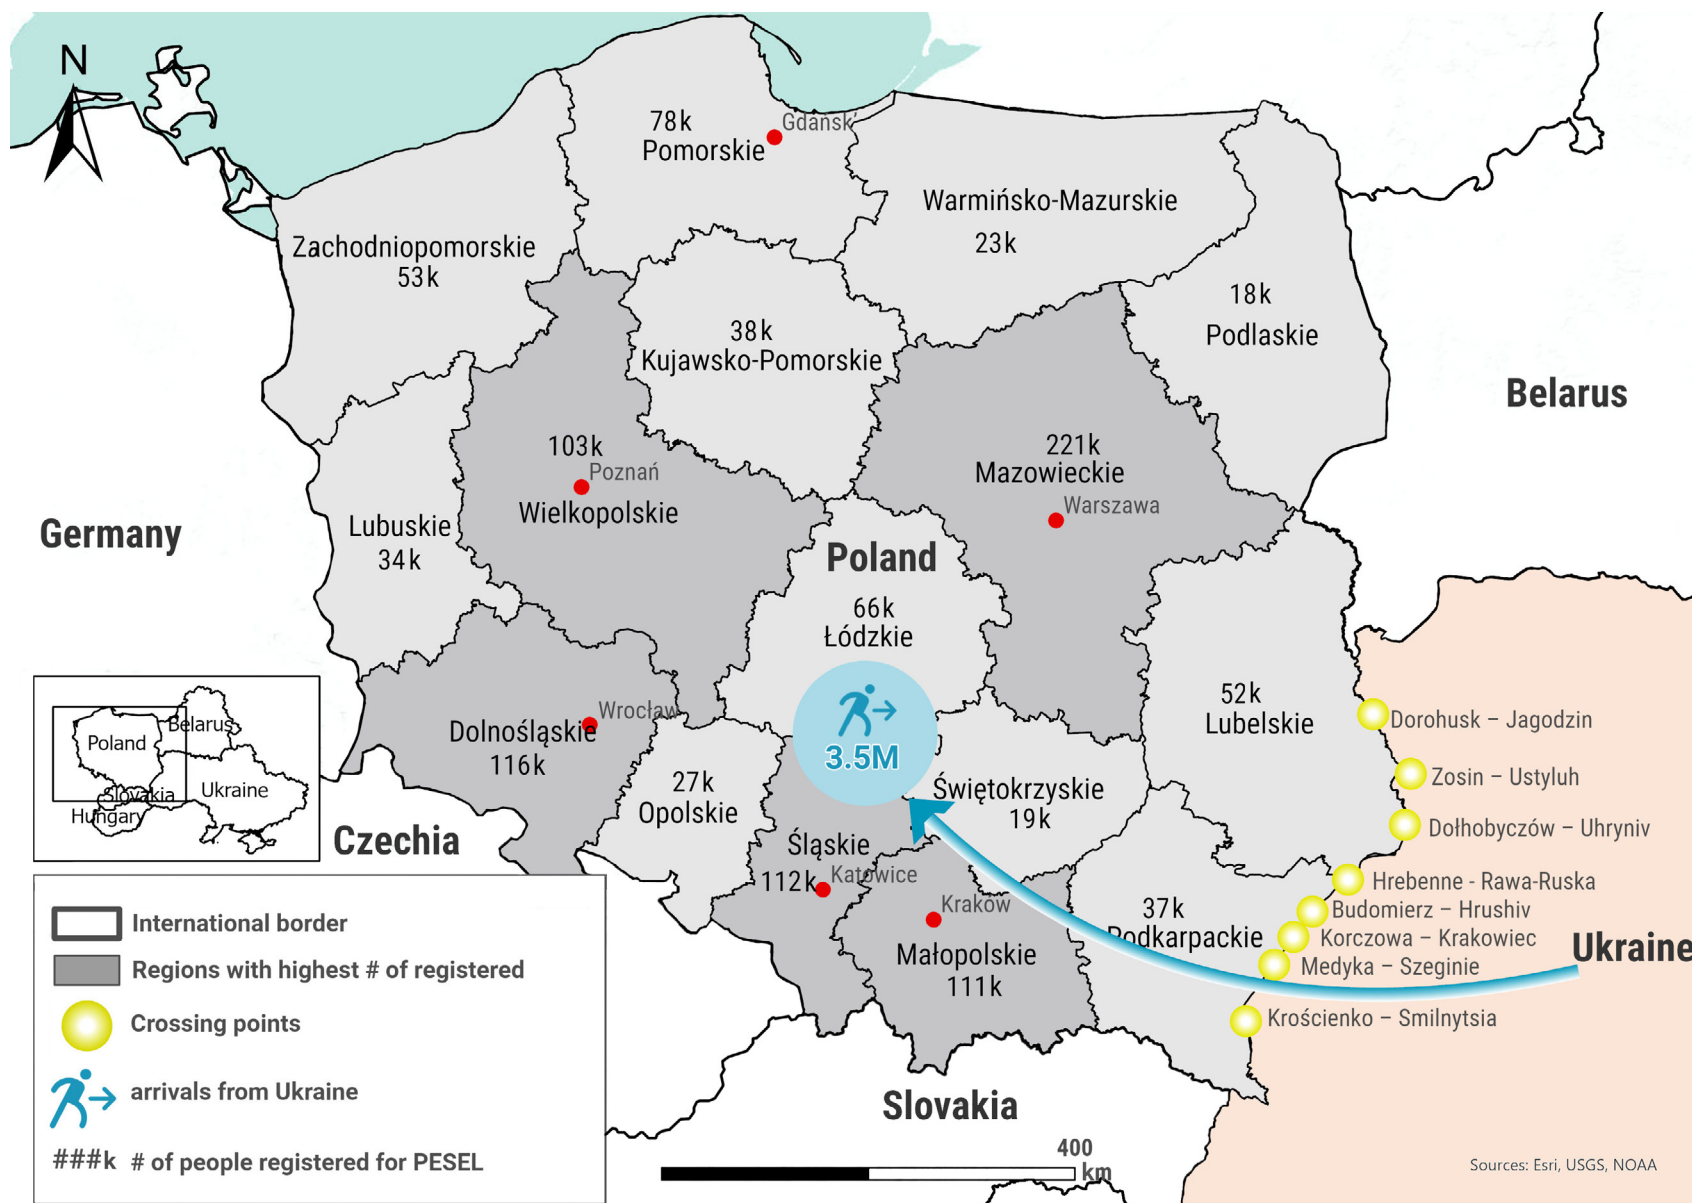 N
Gdańsk
78k
Pomorskie
Warmińsko-Mazurskie
23k
Zachodniopomorskie
53k
18k
Podlaskie
38k
Kujawsko-Pomorskie
Belarus
103k
Poznań
Wielkopolskie
221k
Mazowieckie
Warszawa
Germany
Lubuskie
34k
Poland
66k
Łódzkie
3.5M
52k
Lubelskie
Dorohusk – Jagodzin
Zosin – Ustyluh
Dołhobyczów – Uhryniv
Hrebenne - Rawa-Ruska
Budomierz – Hrushiv
Korczowa – Krakowiec
Medyka – Szeginie
Krościenko – Smilnytsia
Ukraine
Wrocław
Dolnośląskie
116k
27k
Opolskie
Świętokrzyskie
19k
Śląskie
112k
Katowice
Kraków
Małopolskie
111k
37k
Podkarpackie
Belarus
Poland
Slovakia
Ukraine
Hungary
Czechia
Slovakia
International border
Regions with highest # of registered
Crossing points
arrivals from Ukraine
###k # of people registered for PESEL
400
km
Sources: Esri, USGS, NOAA